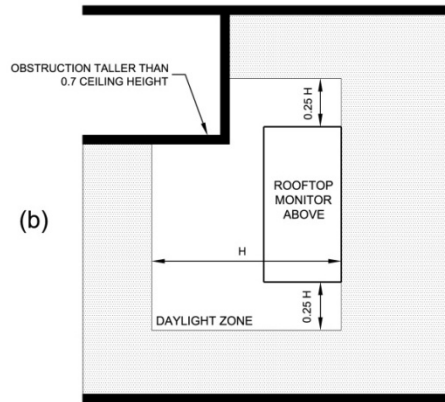 OBSTRUCTION TALLER THAN
0.7 CEILING HEIGHT
0.25 H
ROOFTOP
MONITOR
ABOVE
(b)
H
0.25 H
DAYLIGHT ZONE